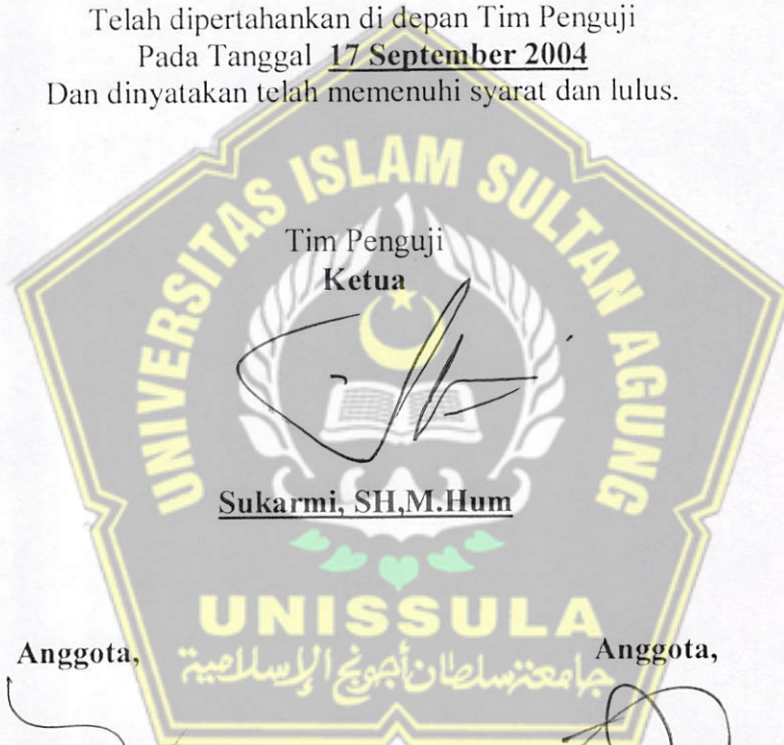 Telah dipertahankan di depan Tim Penguji
Pada Tanggal 17 September 2004
Dan dinyatakan telah memenuhi syarat dan lulus.
UNIVERSITAS ISLAM SULTAN AGUNG
Tim Penguji
Ketua
Sukarmi, SH,M.Hum
UNISSULA
Anggota, Anggota,
جامعة سلطان أجونج الإسلامية